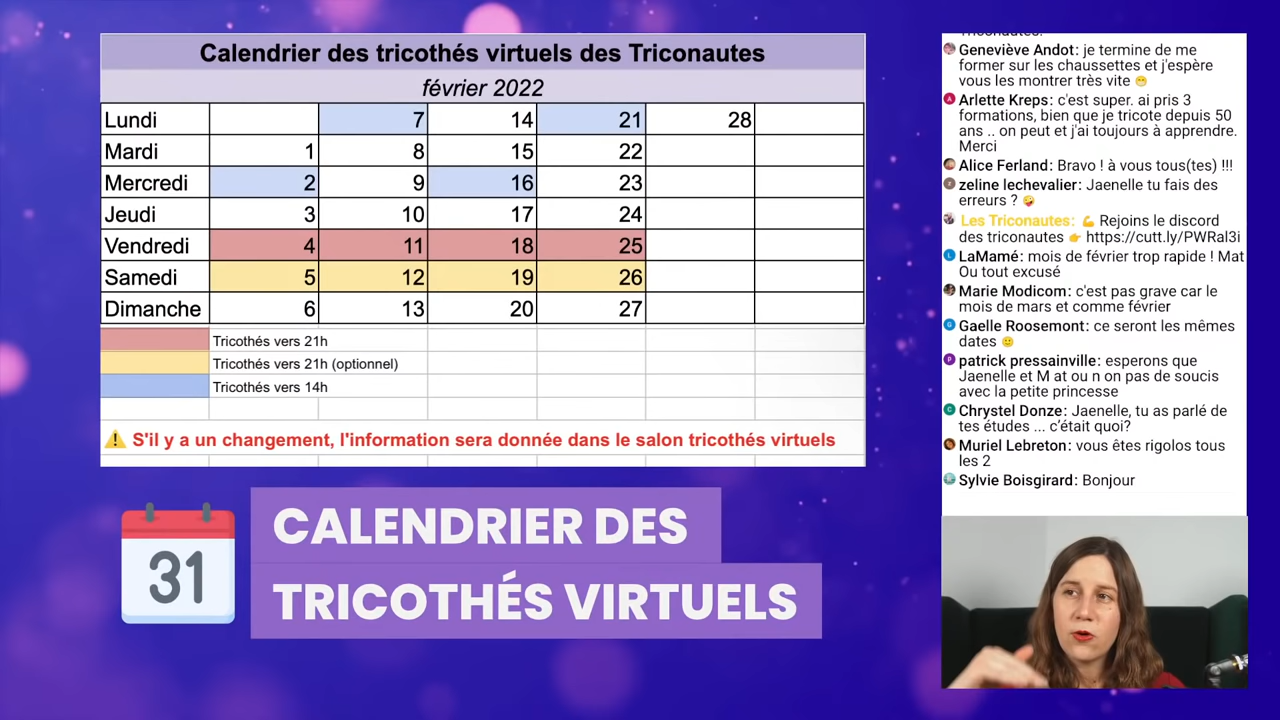 Calendrier des tricothés virtuels des Triconautes
février 2022
Lundi 7 14 21 28
Mardi 1 8 15 22
Mercredi 2 9 16 23
Jeudi 3 10 17 24
Vendredi 4 11 18 25
Samedi 5 12 19 26
Dimanche 6 13 20 27
Tricothés vers 21h
Tricothés vers 21h (optionnel)
Tricothés vers 14h
⚠️ S'il y a un changement, l'information sera donnée dans le salon tricothés virtuels
31
CALENDRIER DES
TRICOTHÉS VIRTUELS
Geneviève Andot: je termine de me
former sur les chaussettes et j'espère
vous les montrer très vite 😁
Arlette Kreps: c'est super. ai pris 3
formations, bien que je tricote depuis 50
ans .. on peut et j'ai toujours à apprendre.
Merci
Alice Ferland: Bravo ! à vous tous(tes) !!!
zeline lechevalier: Jaenelle tu fais des
erreurs ? 🤪
Les Triconautes: 💪 Rejoins le discord
des triconautes 👉 https://cutt.ly/PWRal3i
LaMamé: mois de février trop rapide ! Mat
Ou tout excusé
Marie Modicom: c'est pas grave car le
mois de mars et comme février
Gaelle Roosemont: ce seront les mêmes
dates 🙂
patrick pressainville: esperons que
Jaenelle et M at ou n on pas de soucis
avec la petite princesse
Chrystel Donze: Jaenelle, tu as parlé de
tes études ... c'était quoi?
Muriel Lebreton: vous êtes rigolos tous
les 2
Sylvie Boisgirard: Bonjour